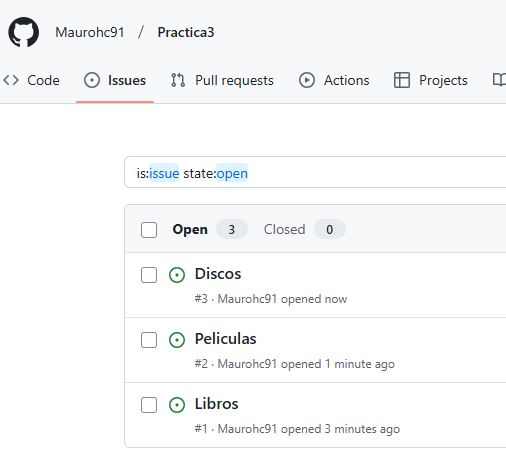 Maurohc91 / Practica3
<> Code Issues Pull requests Actions Projects
is:issue state:open
Open 3 Closed 0
Discos
#3 · Maurohc91 opened now
Peliculas
#2 · Maurohc91 opened 1 minute ago
Libros
#1 · Maurohc91 opened 3 minutes ago